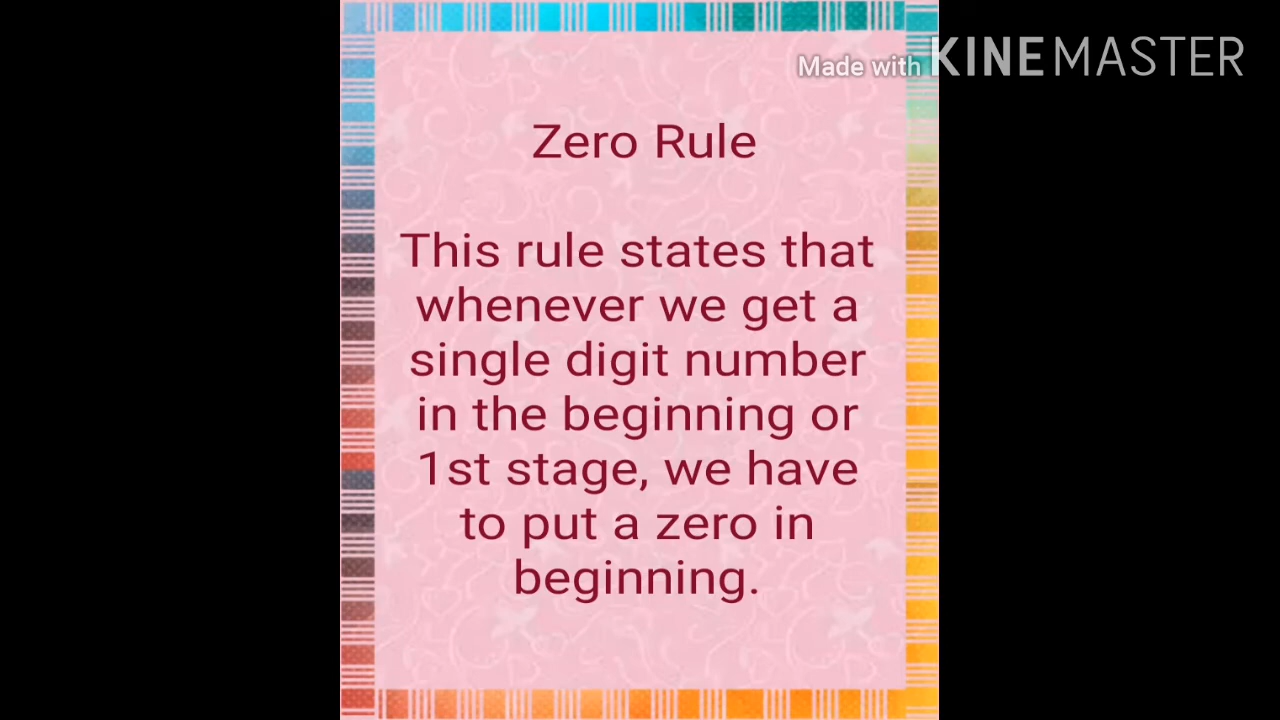 Made with KINEMASTER
Zero Rule
This rule states that
whenever we get a
single digit number
in the beginning or
1st stage, we have
to put a zero in
beginning.